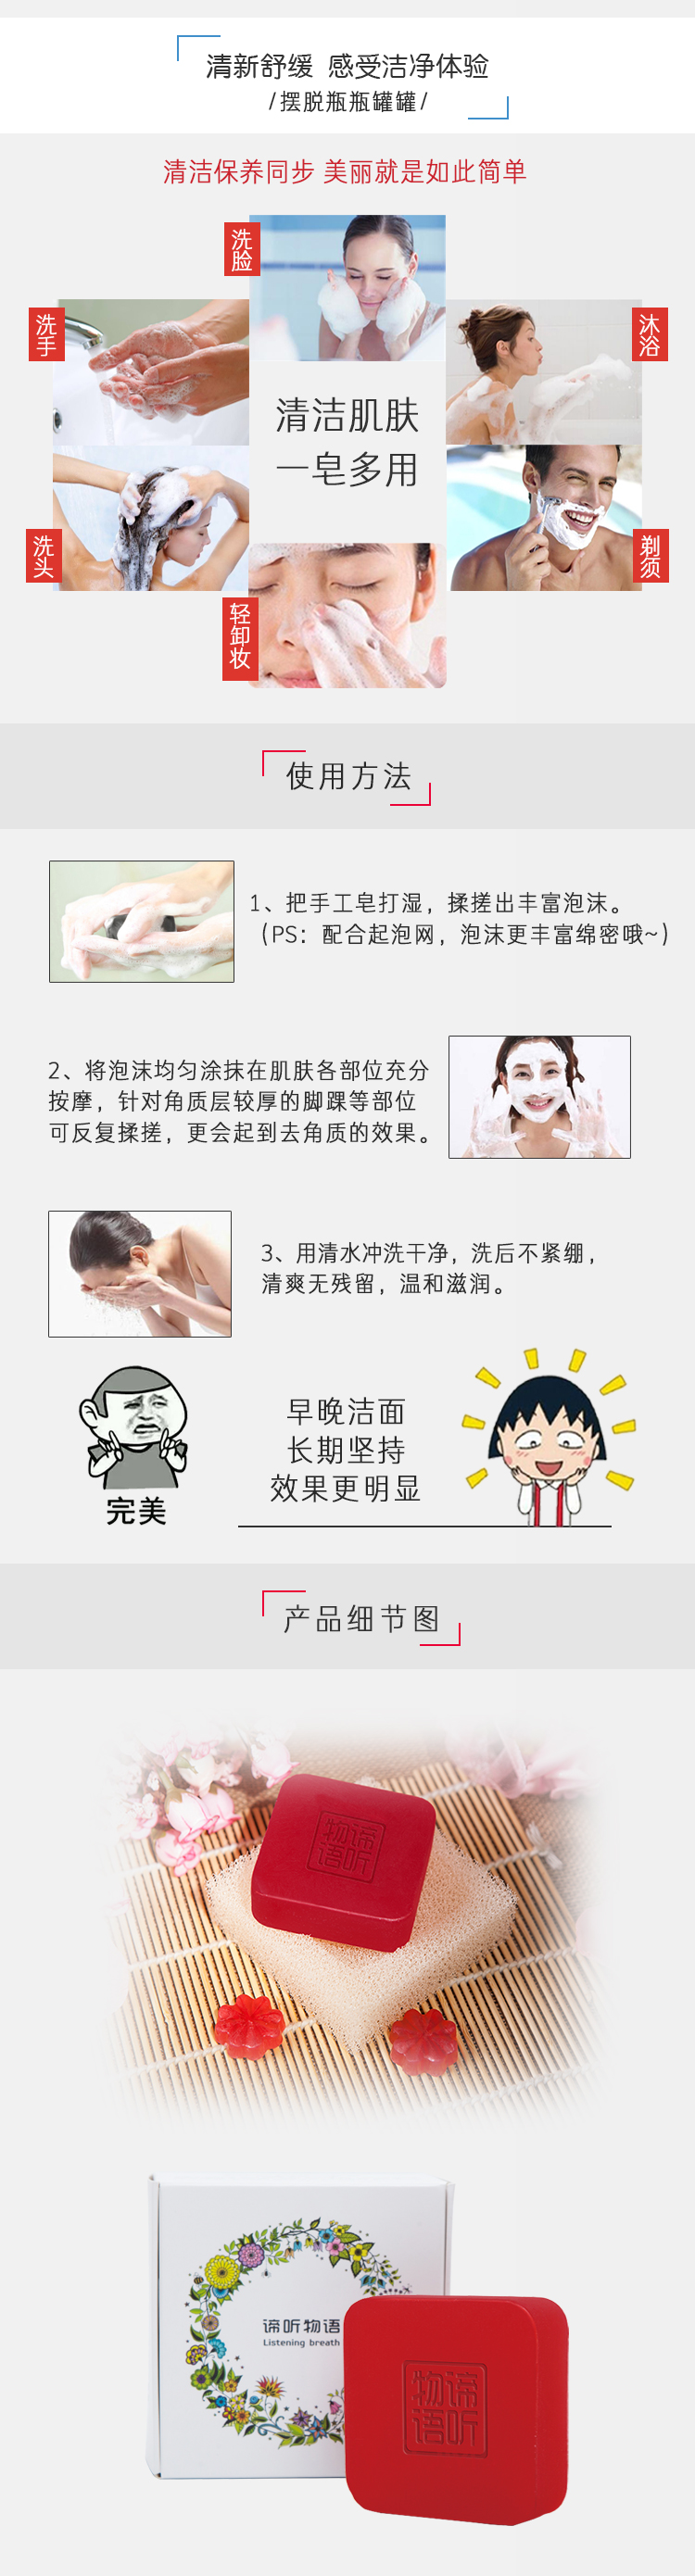 清新舒缓 感受洁净体验
/摆脱瓶瓶罐罐/
清洁保养同步 美丽就是如此简单
洗脸
洗手
沐浴
清洁肌肤
一皂多用
洗头
剃须
轻卸妆
使用方法
1、把手工皂打湿，揉搓出丰富泡沫。
（PS：配合起泡网，泡沫更丰富绵密哦~）
2、将泡沫均匀涂抹在肌肤各部位充分
按摩，针对角质层较厚的脚踝等部位
可反复揉搓，更会起到去角质的效果。
3、用清水冲洗干净，洗后不紧绷，
清爽无残留，温和滋润。
早晚洁面
长期坚持
效果更明显
完美
产品细节图
谛听物语
谛听物语
Listening breath
谛听物语